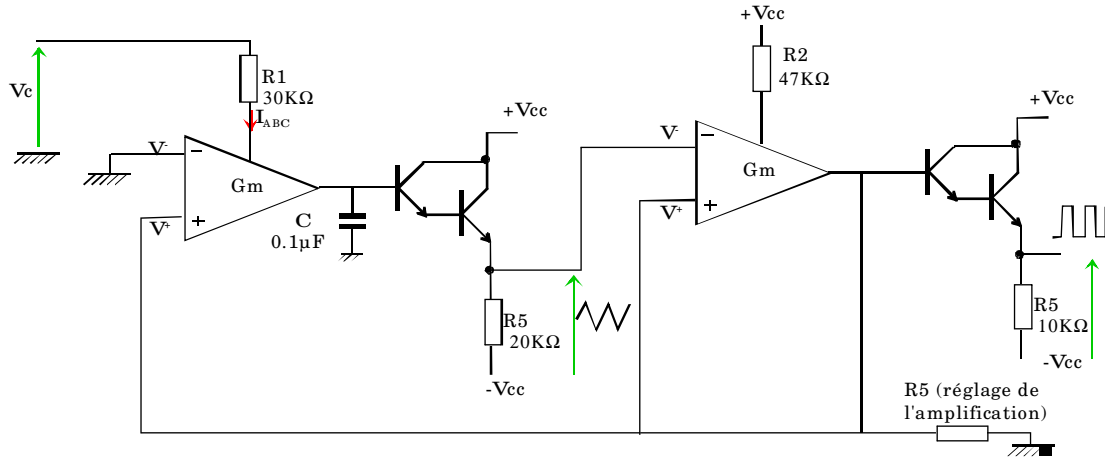 Vc
R1
30KΩ
I_ABC
V-
V+
Gm
C
0.1µF
+Vcc
R5
20KΩ
-Vcc
+Vcc
R2
47KΩ
V-
V+
Gm
+Vcc
R5
10KΩ
-Vcc
R5 (réglage de
l'amplification)